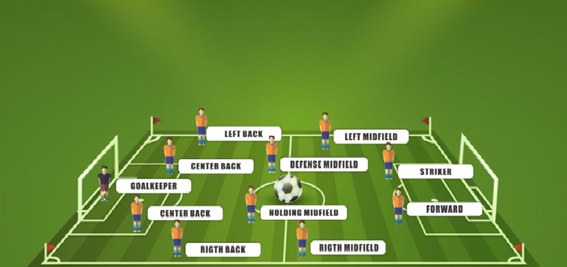 LEFT BACK
LEFT MIDFIELD
CENTER BACK
DEFENSE MIDFIELD
STRIKER
GOALKEEPER
CENTER BACK
HOLDING MIDFIELD
FORWARD
RIGTH BACK
RIGTH MIDFIELD